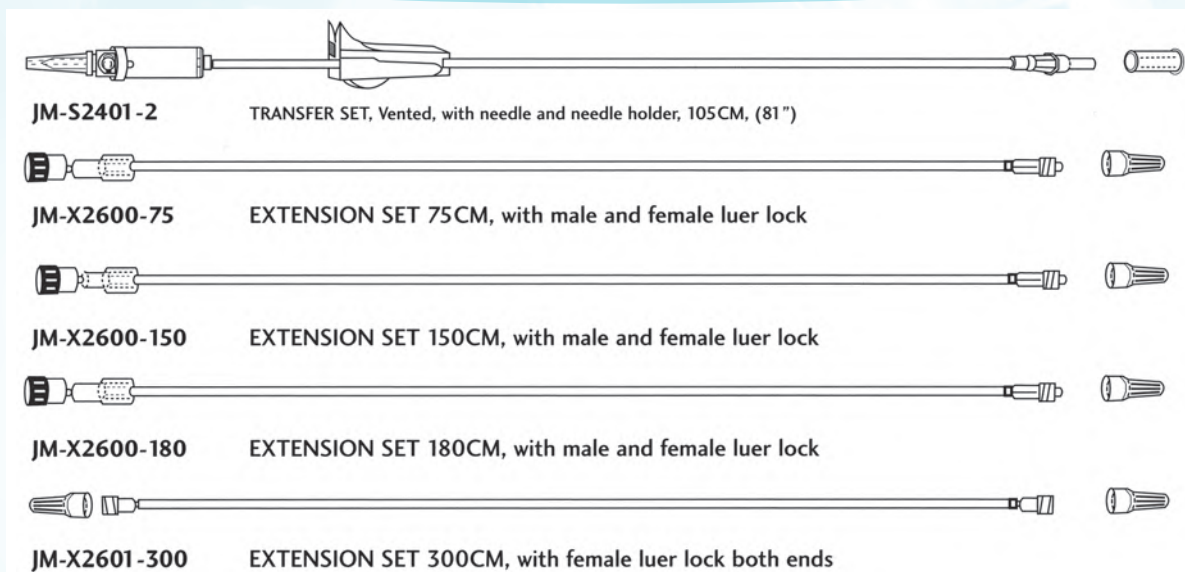 JM-S2401-2 TRANSFER SET, Vented, with needle and needle holder, 105CM, (81”)
JM-X2600-75 EXTENSION SET 75CM, with male and female luer lock
JM-X2600-150 EXTENSION SET 150CM, with male and female luer lock
JM-X2600-180 EXTENSION SET 180CM, with male and female luer lock
JM-X2601-300 EXTENSION SET 300CM, with female luer lock both ends